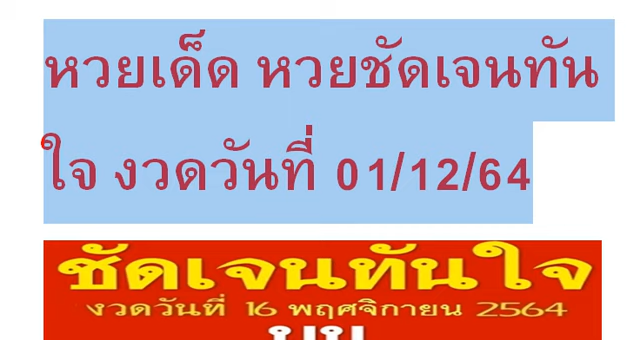 หวยเด็ด หวยชัดเจนทัน
ใจ งวดวันที่ 01/12/64
ชัดเจนทันใจ
งวดวันที่ 16 พฤศจิกายน 2564